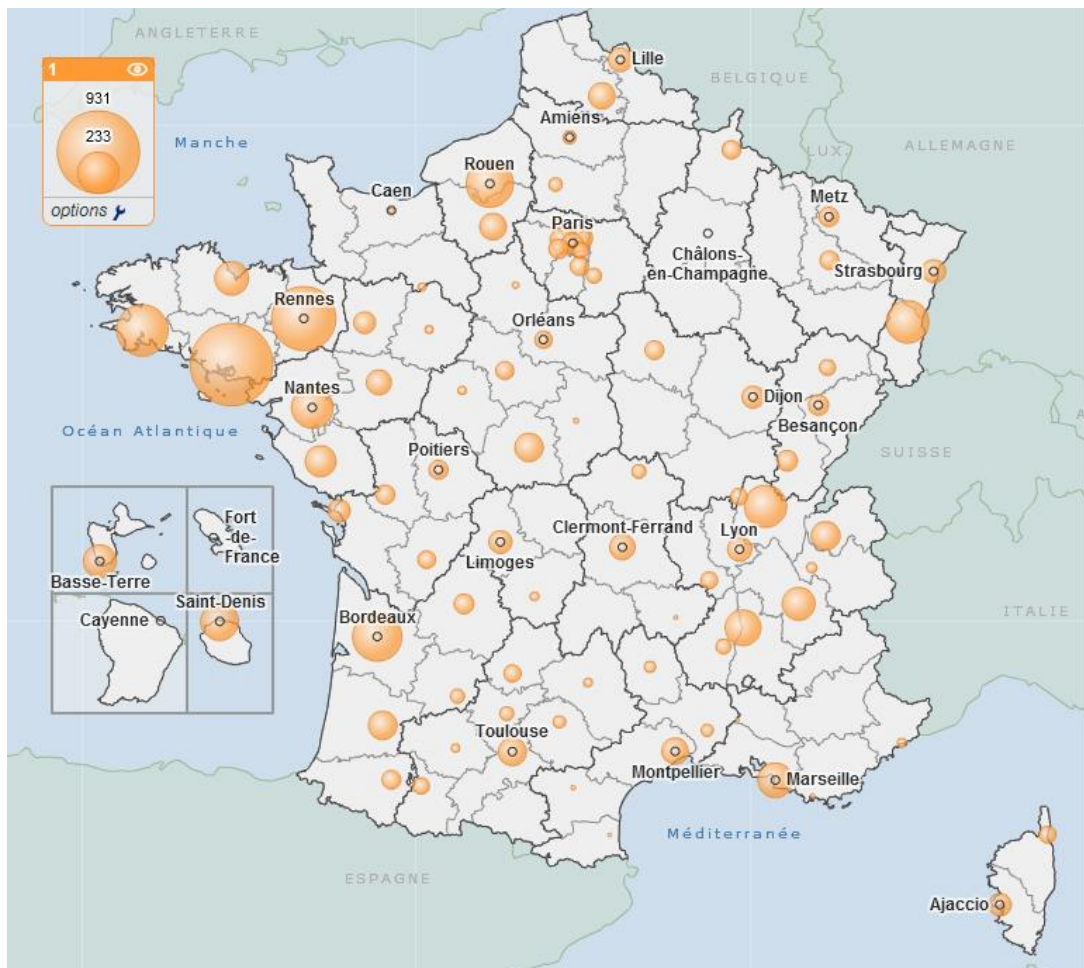 ANGLETERRE
1
931
233
options
Manche
Lille
BELGIQUE
Amiens
LUX.
ALLEMAGNE
Rouen
Caen
Metz
Paris
Châlons-
en-Champagne
Strasbourg
Rennes
Orléans
Nantes
Dijon
Besançon
Océan Atlantique
Poitiers
SUISSE
Clermont-Ferrand
Lyon
Limoges
Fort
-de-
France
Basse-Terre
Saint-Denis
Cayenne
Bordeaux
ITALIE
Toulouse
Montpellier
Marseille
Méditerranée
ESPAGNE
Ajaccio